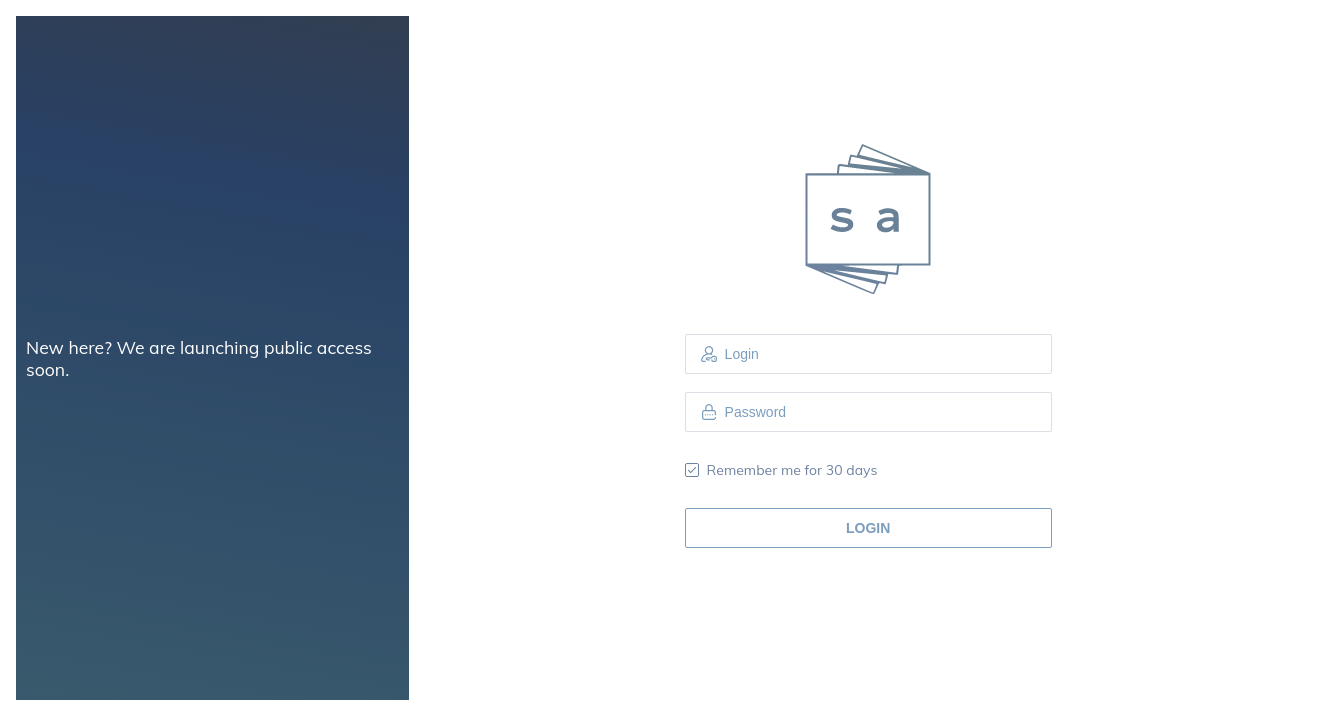 New here? We are launching public access
soon.
s a
Login
Password
Remember me for 30 days
LOGIN